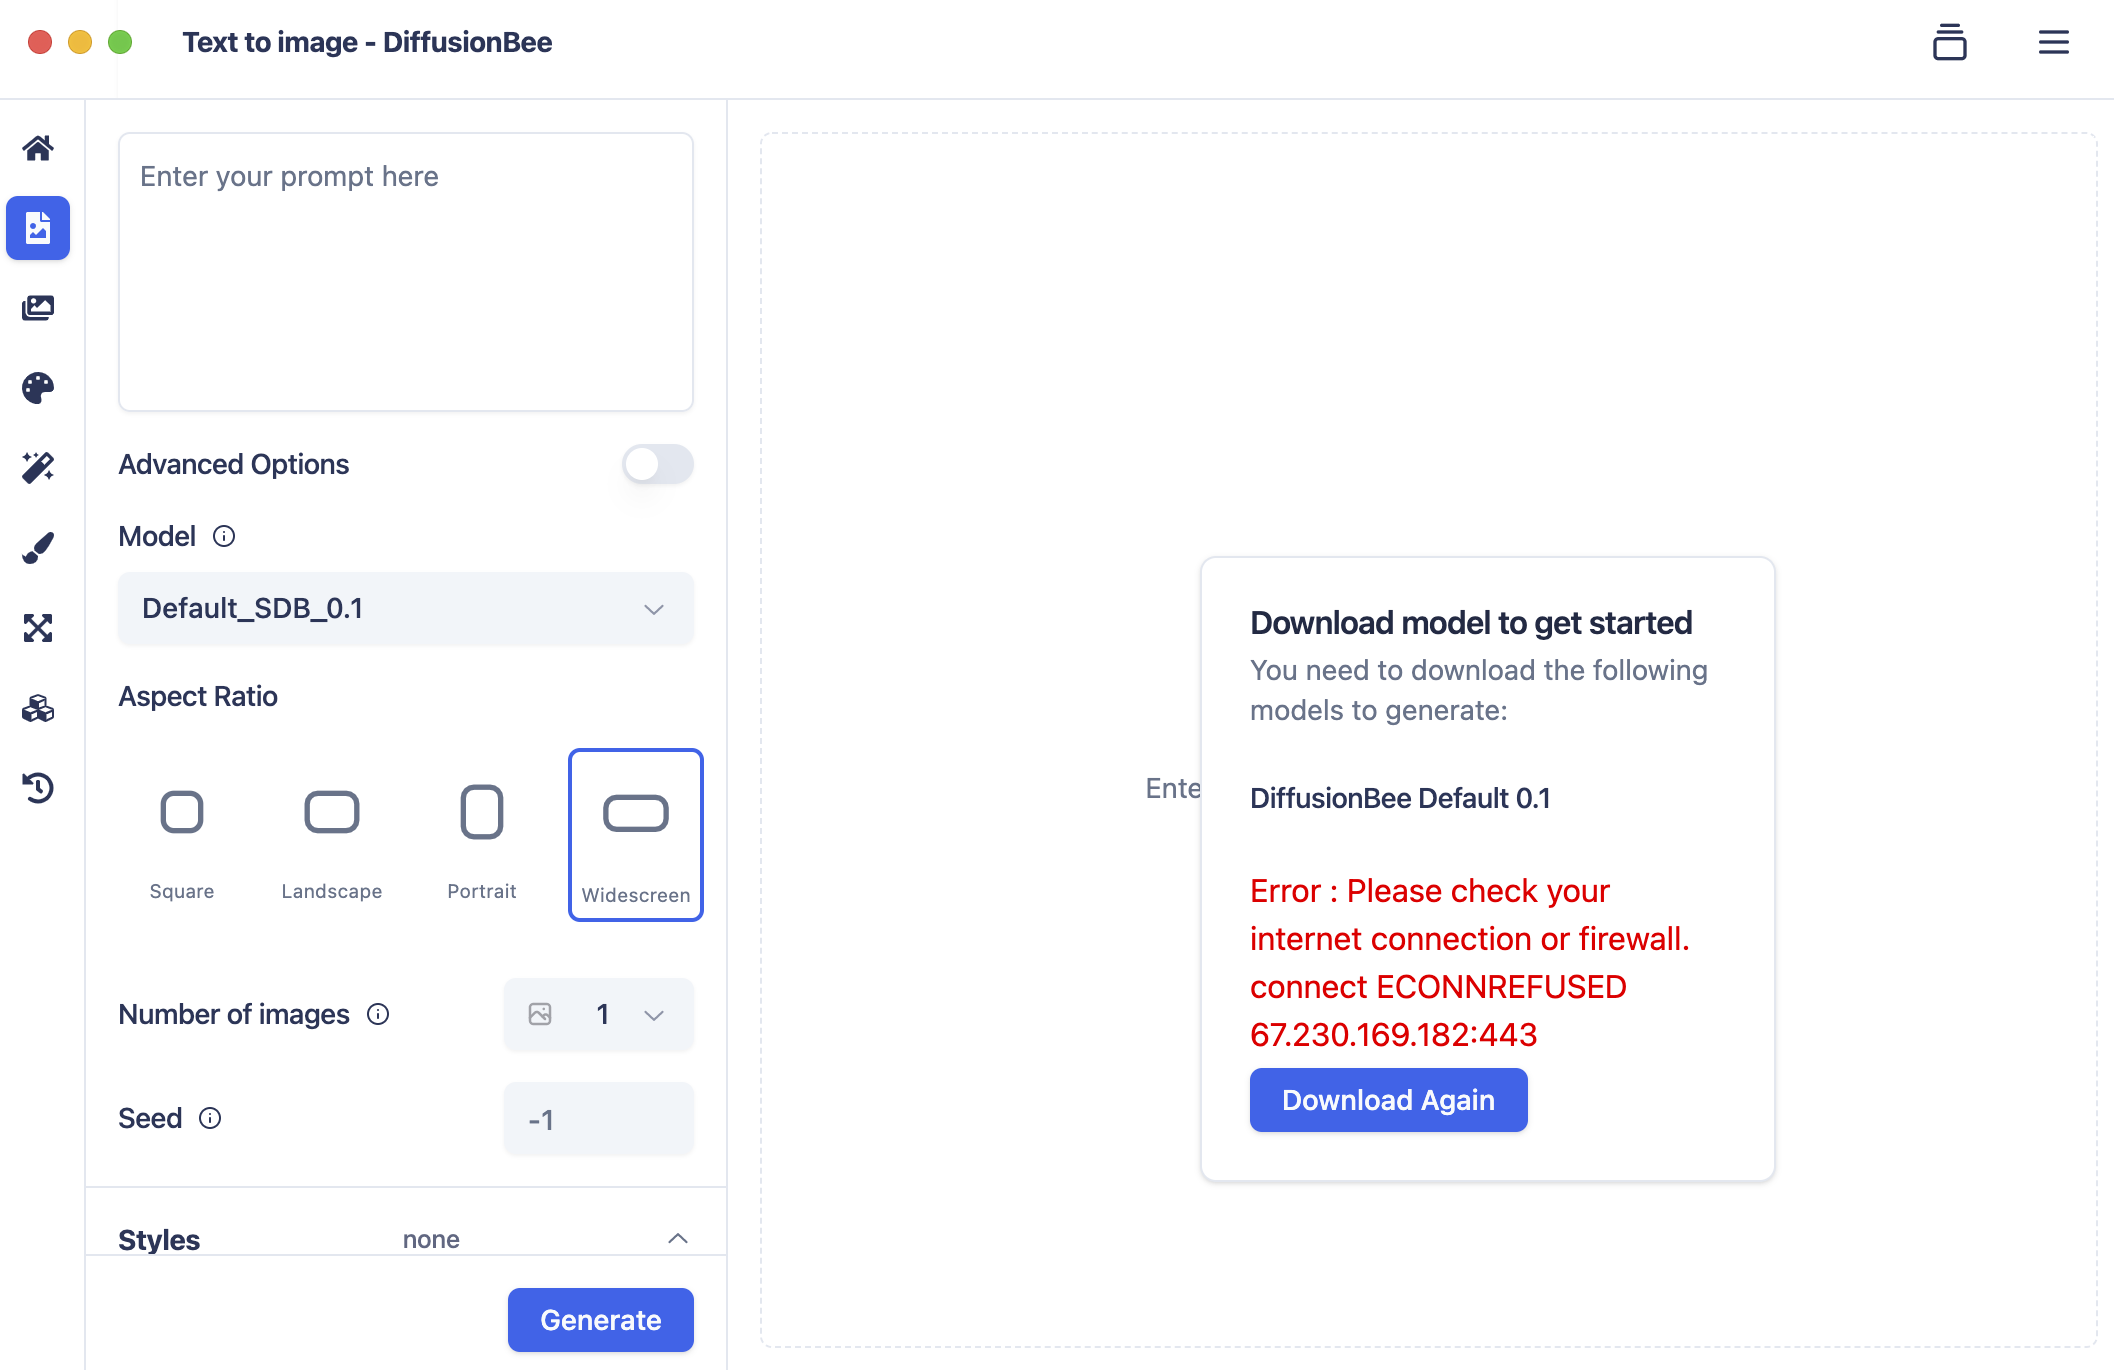 Text to image - DiffusionBee
Enter your prompt here
Advanced Options
Model
Default_SDB_0.1
Aspect Ratio
Square
Landscape
Portrait
Widescreen
Number of images
1
Seed
-1
Styles
none
Generate
Ente
Download model to get started
You need to download the following
models to generate:
DiffusionBee Default 0.1
Error : Please check your
internet connection or firewall.
connect ECONNREFUSED
67.230.169.182:443
Download Again